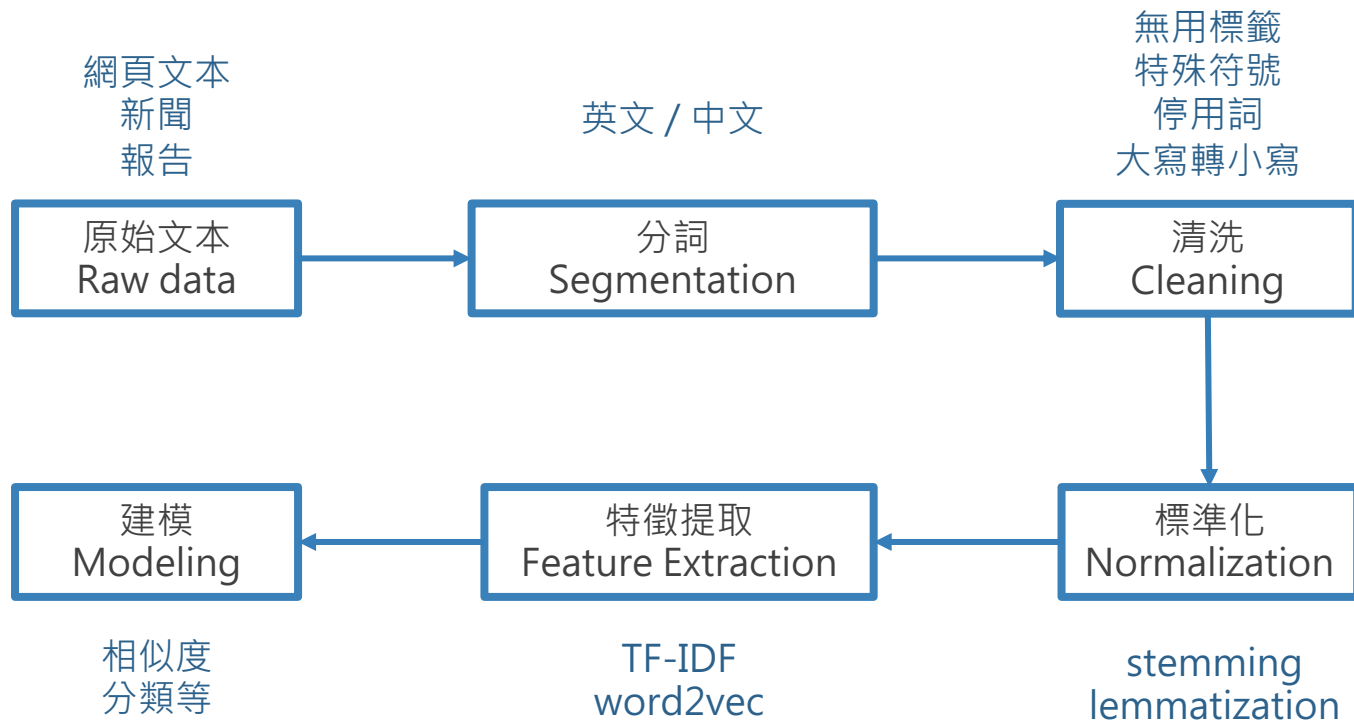 網頁文本
新聞
報告
原始文本
Raw data
英文 / 中文
分詞
Segmentation
無用標籤
特殊符號
停用詞
大寫轉小寫
清洗
Cleaning
標準化
Normalization
stemming
lemmatization
特徵提取
Feature Extraction
TF-IDF
word2vec
建模
Modeling
相似度
分類等